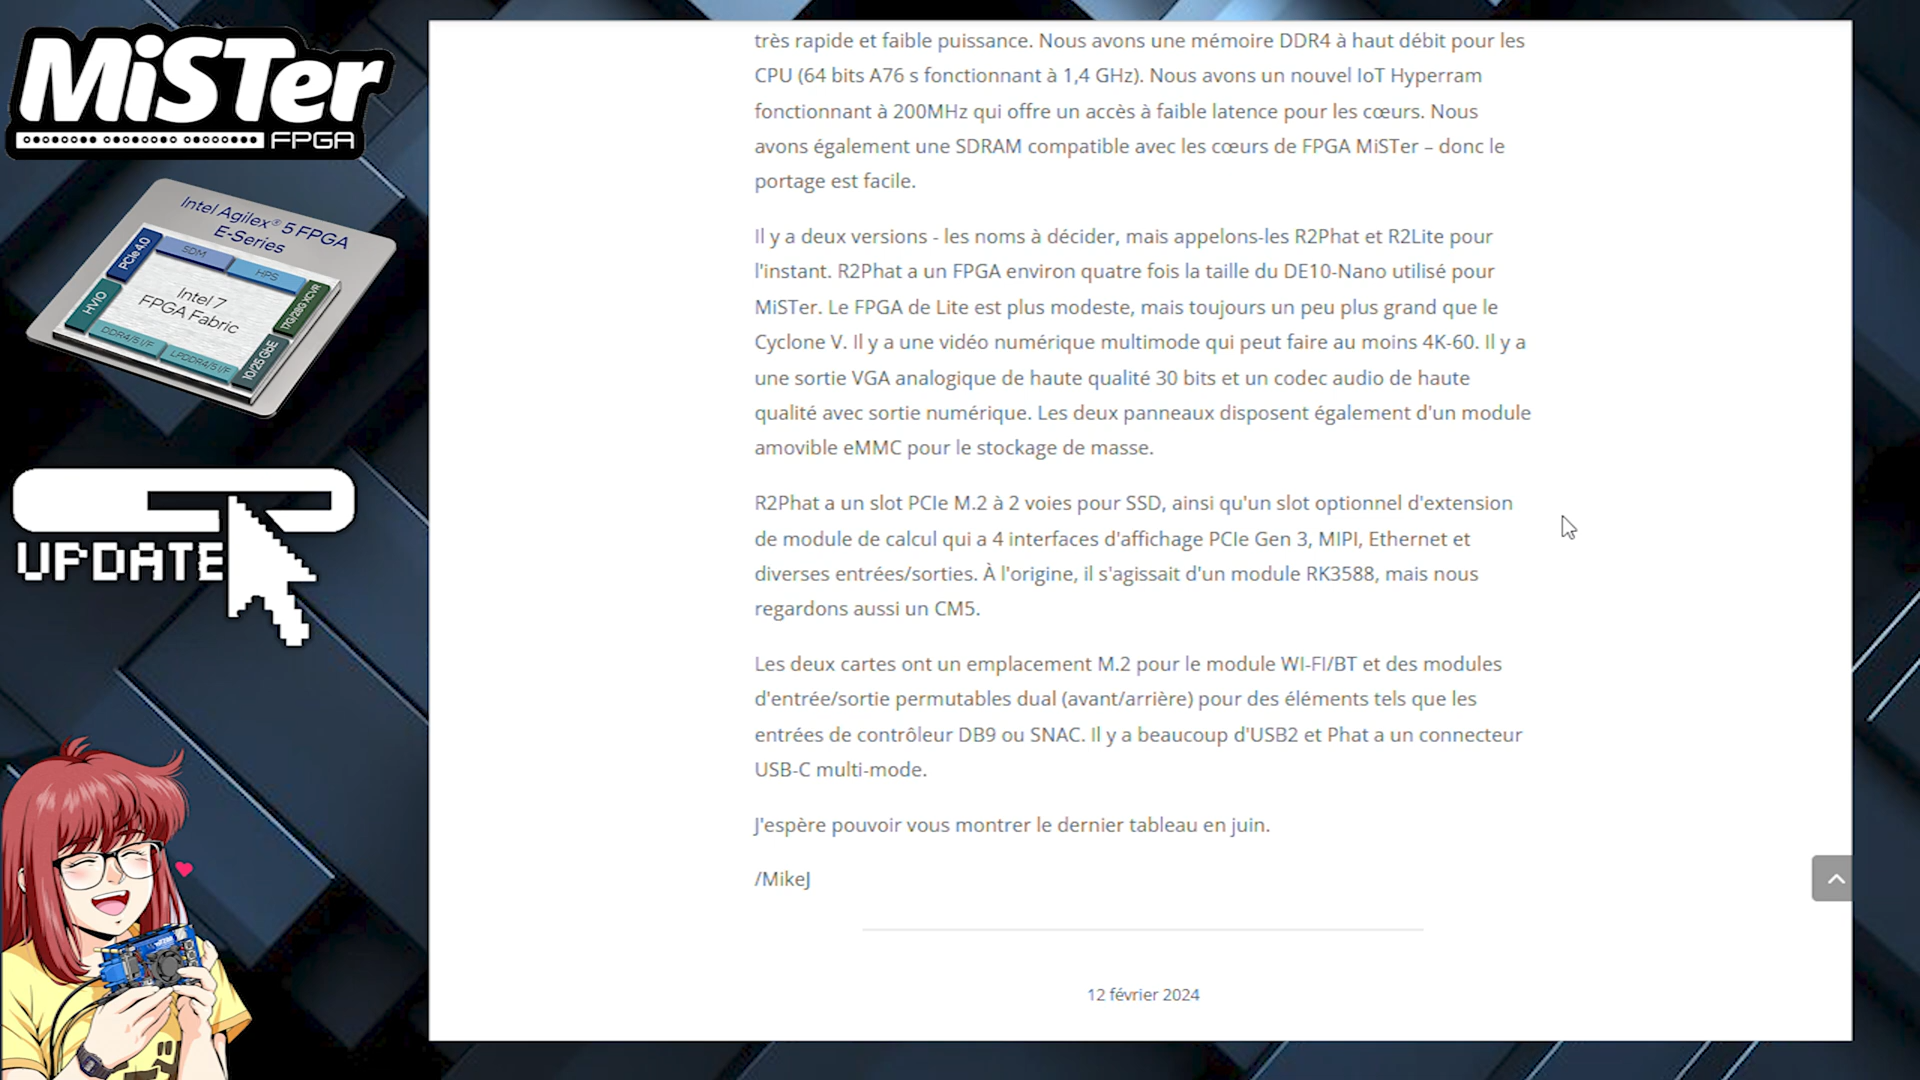 MiSTer
FPGA
Intel Agilex® 5 FPGA
E-Series
PCIe 4.0
SDM
HPS
HVIO
Intel 7
FPGA Fabric
17G/28G XCVR
DDR4/5 I/F
LPDDR4/5 I/F
10/25 GbE
UPDATE
très rapide et faible puissance. Nous avons une mémoire DDR4 à haut débit pour les
CPU (64 bits A76 s fonctionnant à 1,4 GHz). Nous avons un nouvel IoT Hyperram
fonctionnant à 200MHz qui offre un accès à faible latence pour les cœurs. Nous
avons également une SDRAM compatible avec les cœurs de FPGA MiSTer – donc le
portage est facile.
Il y a deux versions - les noms à décider, mais appelons-les R2Phat et R2Lite pour
l'instant. R2Phat a un FPGA environ quatre fois la taille du DE10-Nano utilisé pour
MiSTer. Le FPGA de Lite est plus modeste, mais toujours un peu plus grand que le
Cyclone V. Il y a une vidéo numérique multimode qui peut faire au moins 4K-60. Il y a
une sortie VGA analogique de haute qualité 30 bits et un codec audio de haute
qualité avec sortie numérique. Les deux panneaux disposent également d'un module
amovible eMMC pour le stockage de masse.
R2Phat a un slot PCIe M.2 à 2 voies pour SSD, ainsi qu'un slot optionnel d'extension
de module de calcul qui a 4 interfaces d'affichage PCIe Gen 3, MIPI, Ethernet et
diverses entrées/sorties. À l'origine, il s'agissait d'un module RK3588, mais nous
regardons aussi un CM5.
Les deux cartes ont un emplacement M.2 pour le module WI-FI/BT et des modules
d'entrée/sortie permutables dual (avant/arrière) pour des éléments tels que les
entrées de contrôleur DB9 ou SNAC. Il y a beaucoup d'USB2 et Phat a un connecteur
USB-C multi-mode.
J'espère pouvoir vous montrer le dernier tableau en juin.
/MikeJ
12 février 2024